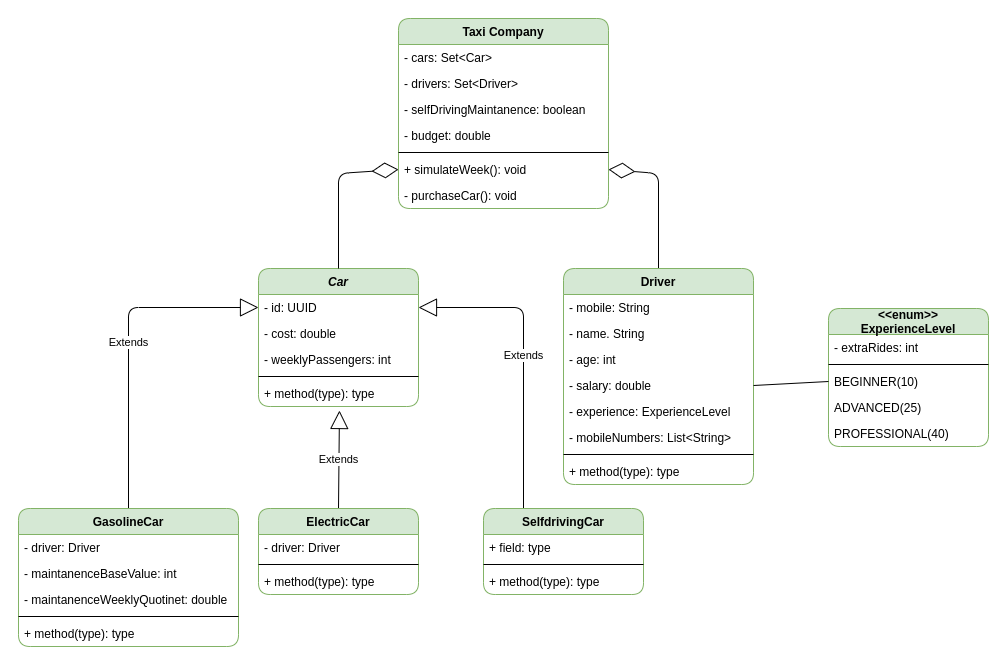 Taxi Company
- cars: Set<Car>
- drivers: Set<Driver>
- selfDrivingMaintanence: boolean
- budget: double
+ simulateWeek(): void
- purchaseCar(): void
Car
- id: UUID
- cost: double
- weeklyPassengers: int
+ method(type): type
Driver
- mobile: String
- name. String
- age: int
- salary: double
- experience: ExperienceLevel
- mobileNumbers: List<String>
+ method(type): type
<<enum>>
ExperienceLevel
- extraRides: int
BEGINNER(10)
ADVANCED(25)
PROFESSIONAL(40)
Extends
Extends
Extends
GasolineCar
- driver: Driver
- maintanenceBaseValue: int
- maintanenceWeeklyQuotinet: double
+ method(type): type
ElectricCar
- driver: Driver
+ method(type): type
SelfdrivingCar
+ field: type
+ method(type): type